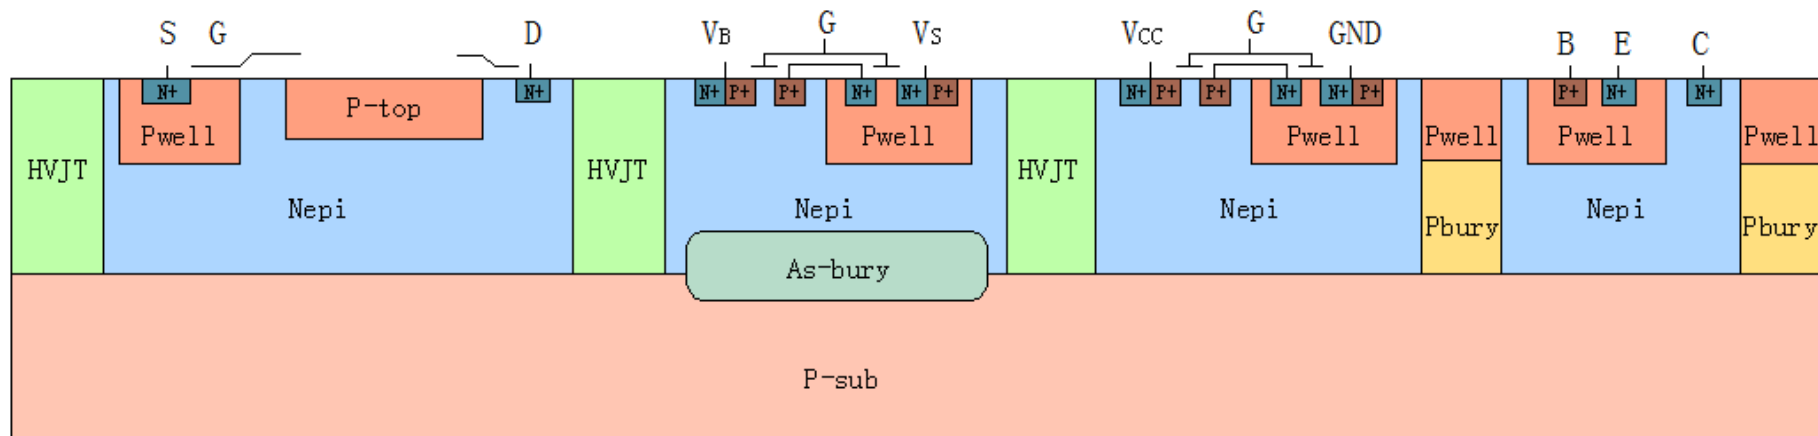 S G D VB G VS VCC G GND B E C
N+ N+ N+ P+ P+ N+ N+ P+ N+ P+ P+ N+ N+ P+ P+ N+ N+
P-top
Pwell Pwell Pwell Pwell Pwell Pwell
HVJT HVJT HVJT
Nepi Nepi Nepi Nepi
Pbury Pbury
As-bury
P-sub